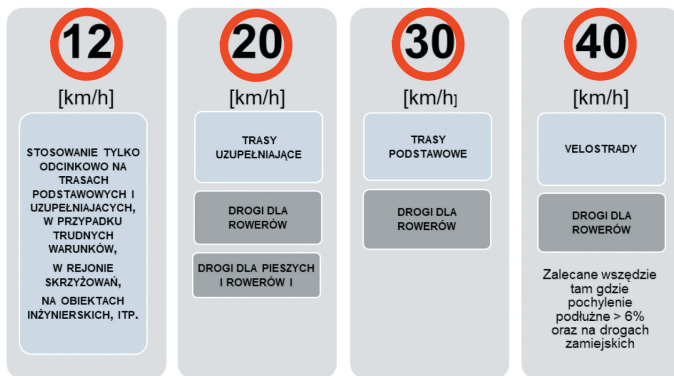 12
[km/h]
STOSOWANIE TYLKO
ODCINKOWO NA
TRASACH
PODSTAWOWYCH I
UZUPEŁNIAJACYCH,
W PRZYPADKU
TRUDNYCH
WARUNKÓW,
W REJONIE
SKRZYŻOWAŃ,
NA OBIEKTACH
INŻYNIERSKICH, ITP.
20
[km/h]
TRASY
UZUPEŁNIAJĄCE
DROGI DLA
ROWERÓW
DROGI DLA PIESZYCH
I ROWERÓW I
30
[km/h]
TRASY
PODSTAWOWE
DROGI DLA
ROWERÓW
40
[km/h]
VELOSTRADY
DROGI DLA
ROWERÓW
Zalecane wszędzie
tam gdzie
pochylenie
podłużne > 6%
oraz na drogach
zamiejskich